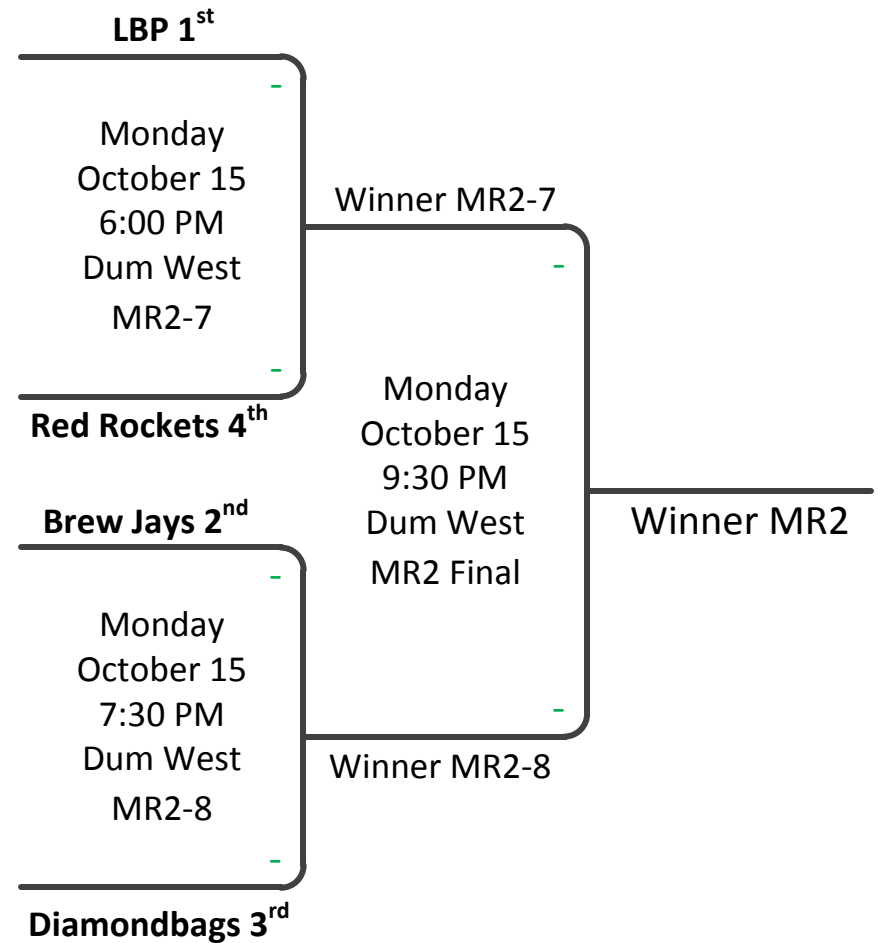 LBP 1st
-
Monday
October 15
6:00 PM
Dum West
MR2-7
-
Red Rockets 4th
Brew Jays 2nd
-
Monday
October 15
7:30 PM
Dum West
MR2-8
-
Diamondbags 3rd
Winner MR2-7
-
Monday
October 15
9:30 PM
Dum West
MR2 Final
-
Winner MR2-8
Winner MR2